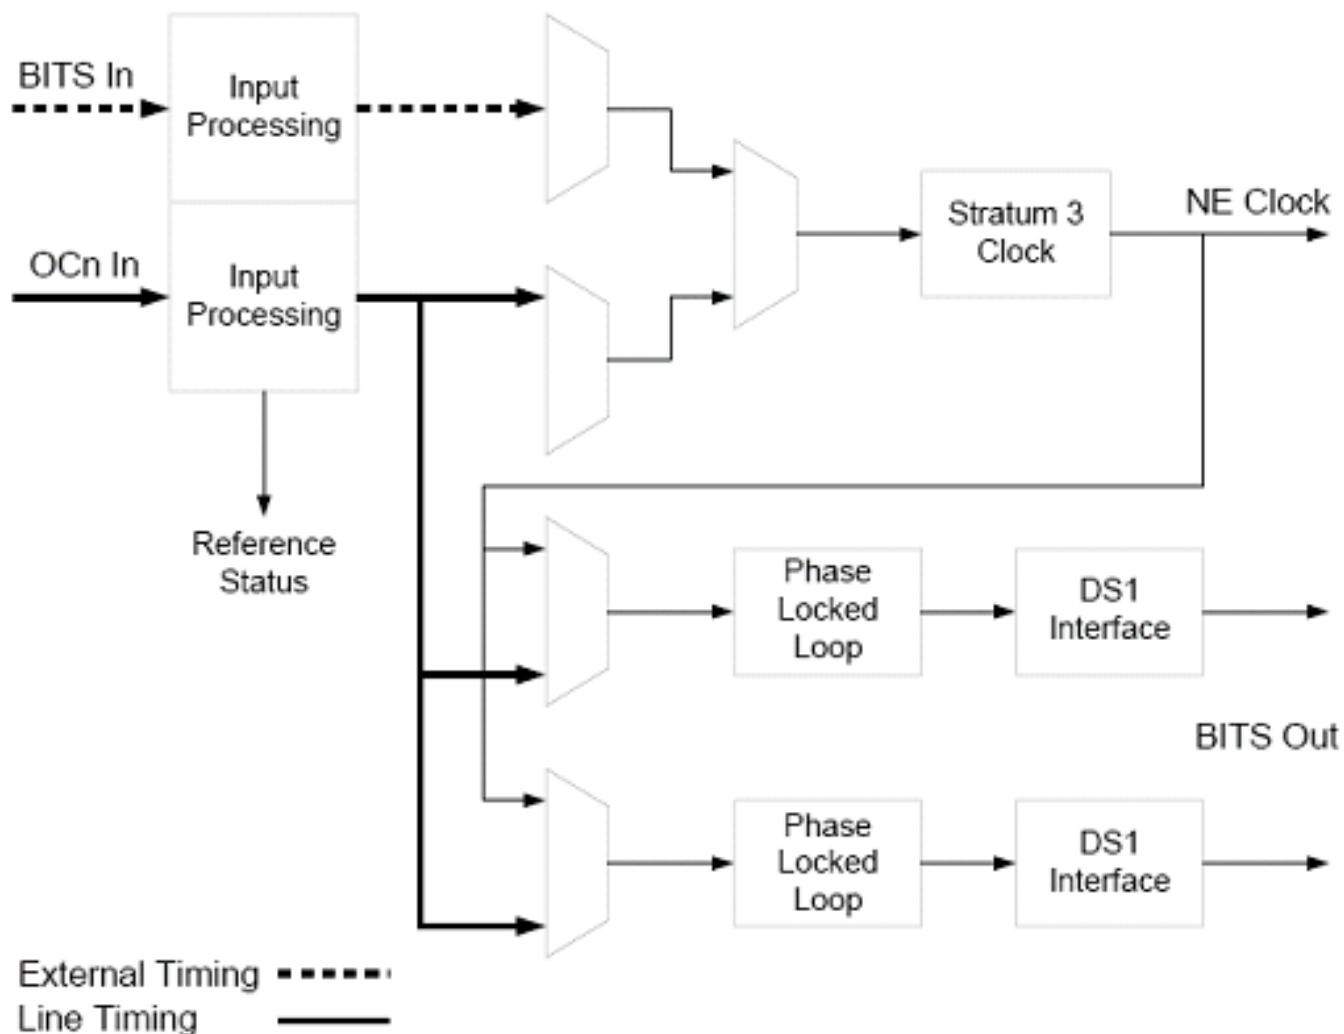 BITS In
Input
Processing
NE Clock
Stratum 3
Clock
OCn In
Input
Processing
Reference
Status
Phase
Locked
Loop
DS1
Interface
BITS Out
Phase
Locked
Loop
DS1
Interface
External Timing
Line Timing